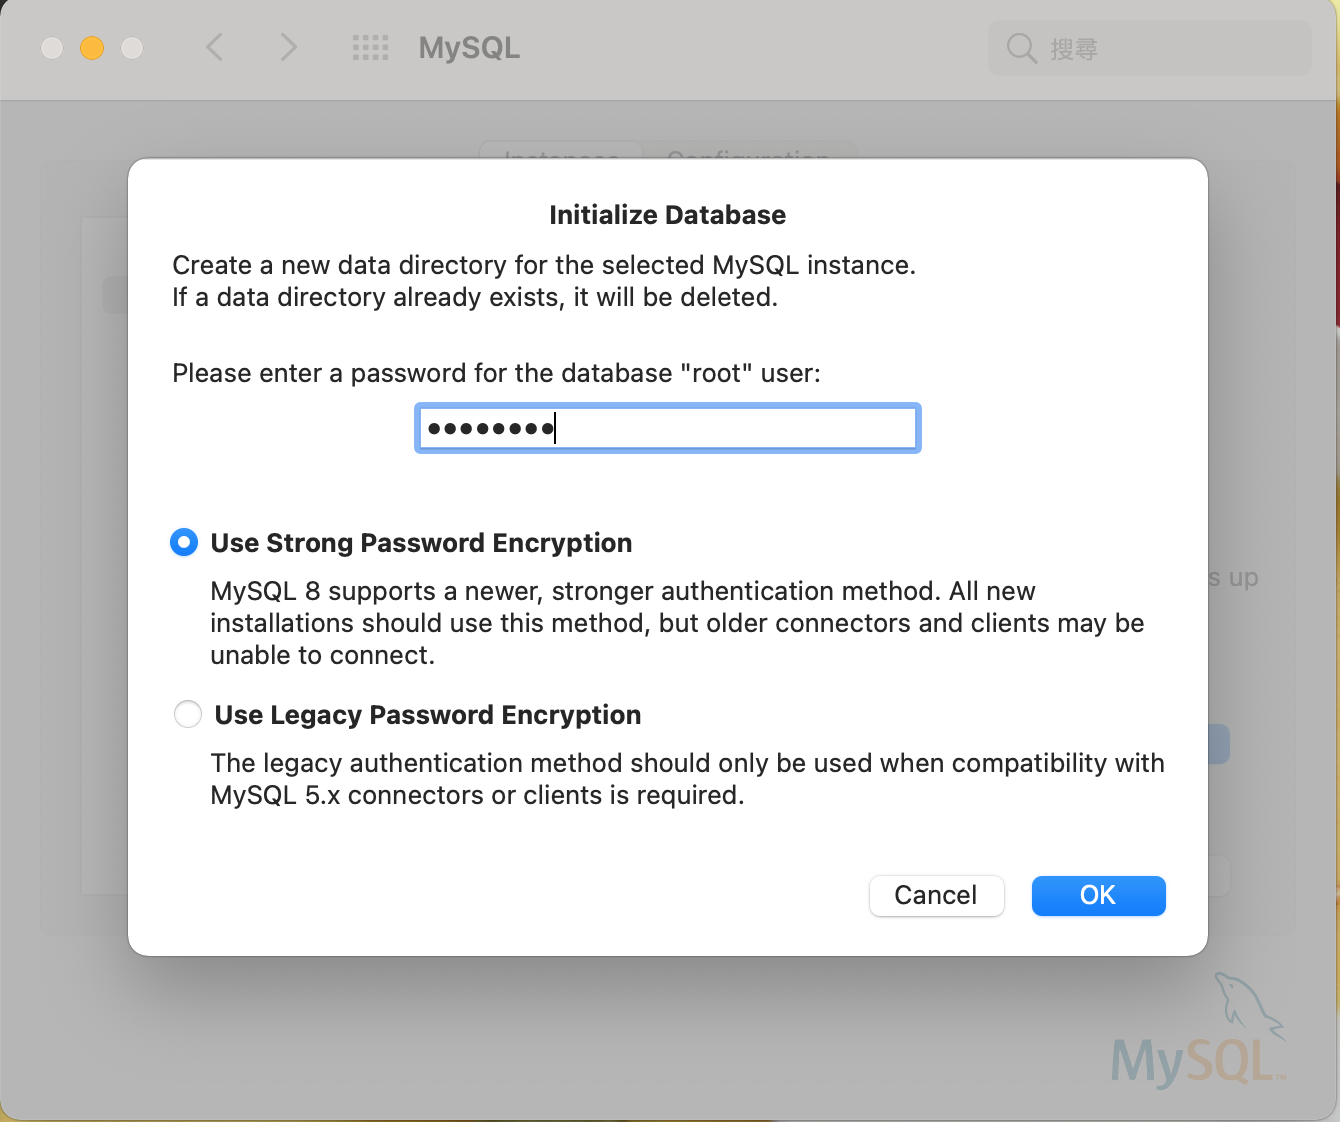 MySQL
搜尋
Instances Configuration
Initialize Database
Create a new data directory for the selected MySQL instance.
If a data directory already exists, it will be deleted.
Please enter a password for the database "root" user:
Use Strong Password Encryption
MySQL 8 supports a newer, stronger authentication method. All new
installations should use this method, but older connectors and clients may be
unable to connect.
s up
Use Legacy Password Encryption
The legacy authentication method should only be used when compatibility with
MySQL 5.x connectors or clients is required.
Cancel
OK
MySQL™